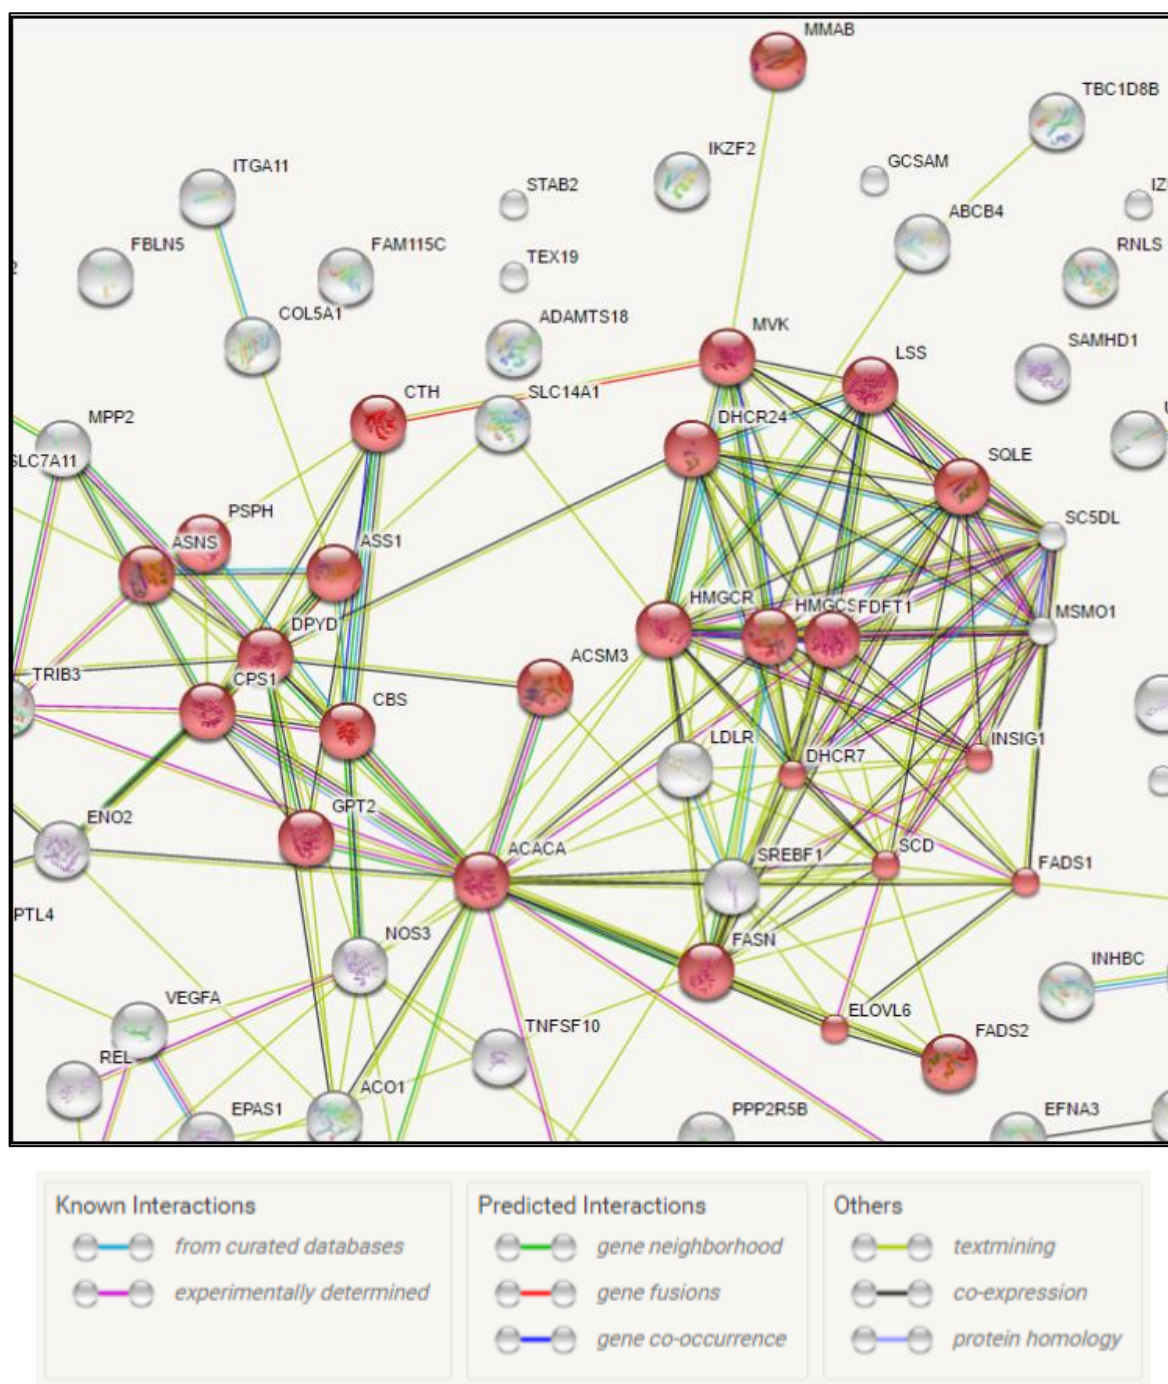 MMAB
TBC1D8B
IKZF2
GCSAM
ITGA11
STAB2
IZ
ABCB4
FBLN5
FAM115C
TEX19
RNLS
2
COL5A1
ADAMTS18
MVK
SAMHD1
LSS
CTH
SLC14A1
MPP2
DHCR24
SLC7A11
SQLE
PSPH
SC5DL
ASNS
ASS1
HMGCR
HMGCS
FDFT1
MSMO1
DPYD
TRIB3
CPS1
ACSM3
CBS
LDLR
DHCR7
INSIG1
ENO2
GPT2
ACACA
SREBF1
SCD
FADS1
PTL4
NOS3
FASN
INHBC
VEGFA
TNFSF10
ELOVL6
FADS2
REL
ACO1
EPAS1
PPP2R5B
EFNA3
Known Interactions
from curated databases
experimentally determined
Predicted Interactions
gene neighborhood
gene fusions
gene co-occurrence
Others
textmining
co-expression
protein homology